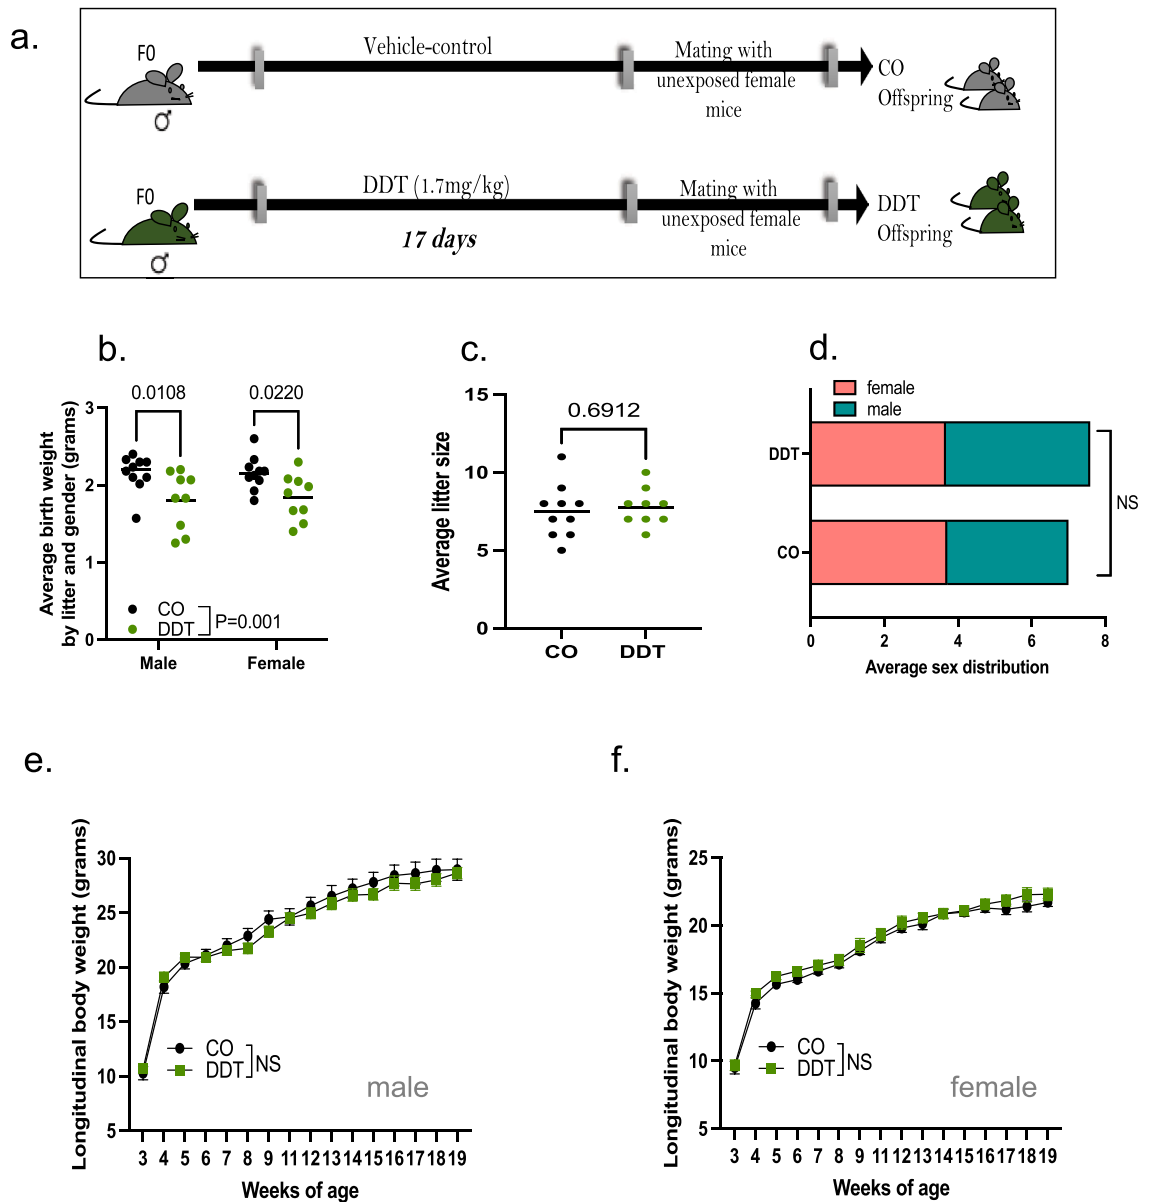 a.
F0
Vehicle-control
Mating with
unexposed female
mice
CO
Offspring
♂
F0
DDT (1.7mg/kg)
17 days
Mating with
unexposed female
mice
DDT
Offspring
♂
b.
Average birth weight
by litter and gender (grams)
3
2
1
0
0.0108
0.0220
CO
DDT
P=0.001
Male
Female
c.
Average litter size
15
10
5
0
0.6912
CO
DDT
d.
female
male
DDT
CO
NS
0 2 4 6 8
Average sex distribution
e.
Longitudinal body weight (grams)
30
25
20
15
10
5
CO
DDT
NS
male
3 4 5 6 7 8 9 11 12 13 14 15 16 17 18 19
Weeks of age
f.
Longitudinal body weight (grams)
25
20
15
10
5
CO
DDT
NS
female
3 4 5 6 7 8 9 11 12 13 14 15 16 17 18 19
Weeks of age